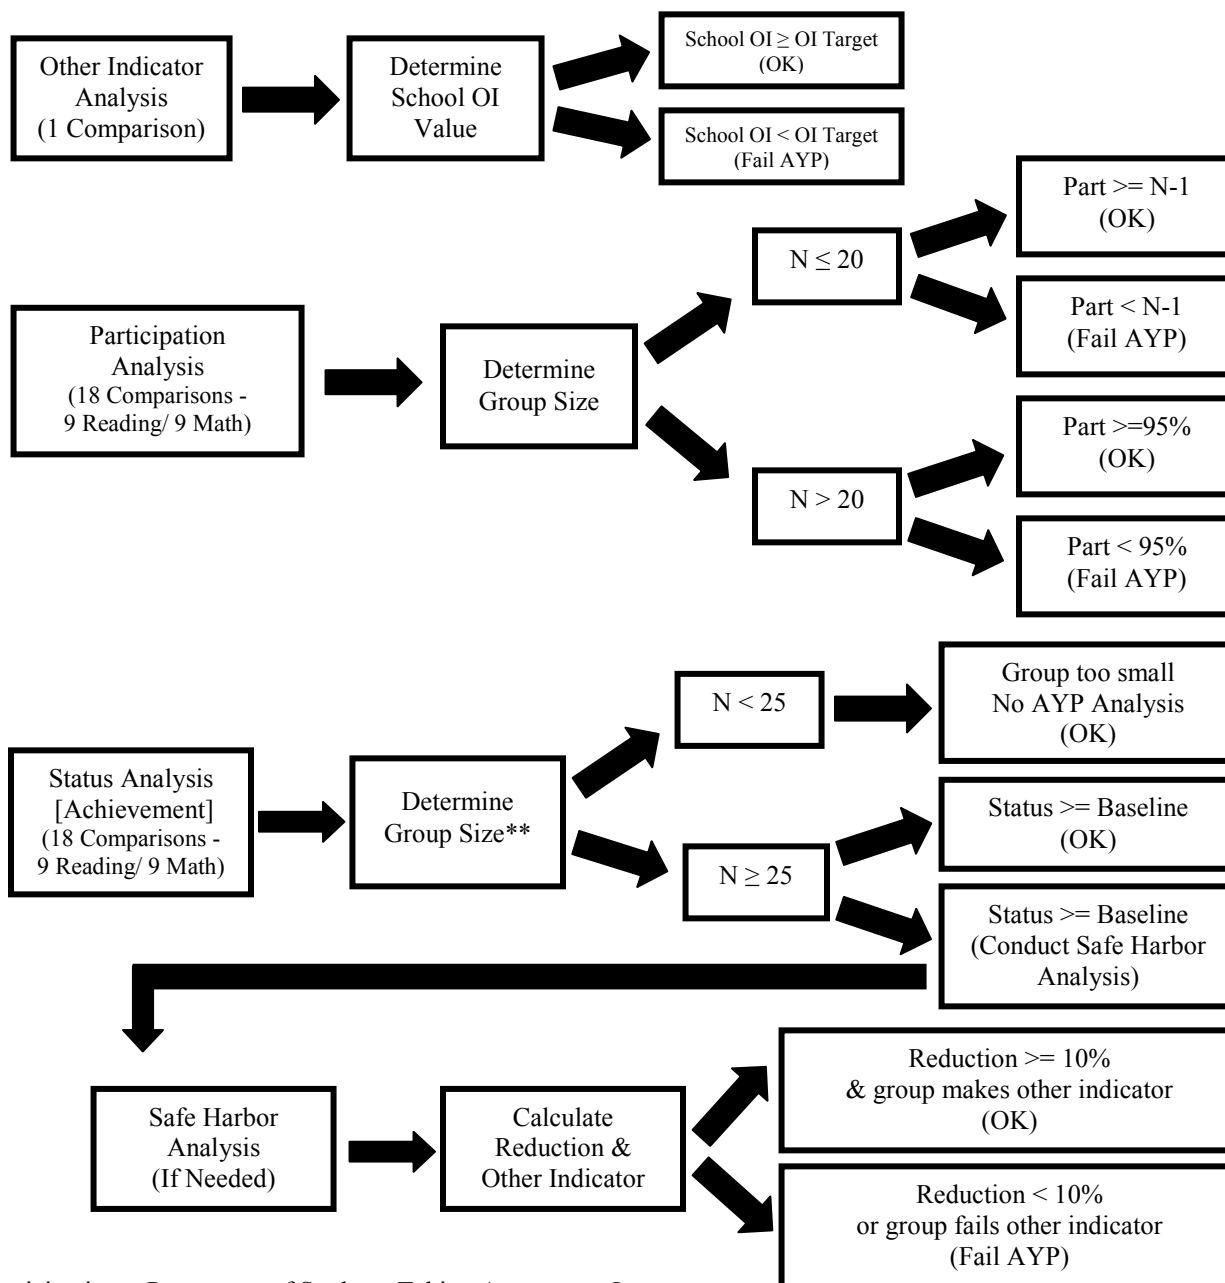 Other Indicator
Analysis
(1 Comparison)
Determine
School OI
Value
School OI ≥ OI Target
(OK)
School OI < OI Target
(Fail AYP)
Participation
Analysis
(18 Comparisons -
9 Reading/ 9 Math)
Determine
Group Size
N ≤ 20
Part >= N-1
(OK)
Part < N-1
(Fail AYP)
N > 20
Part >=95%
(OK)
Part < 95%
(Fail AYP)
Status Analysis
[Achievement]
(18 Comparisons -
9 Reading/ 9 Math)
Determine
Group Size**
N < 25
Group too small
No AYP Analysis
(OK)
N ≥ 25
Status >= Baseline
(OK)
Status >= Baseline
(Conduct Safe Harbor
Analysis)
Safe Harbor
Analysis
(If Needed)
Calculate
Reduction &
Other Indicator
Reduction >= 10%
& group makes other indicator
(OK)
Reduction < 10%
or group fails other indicator
(Fail AYP)